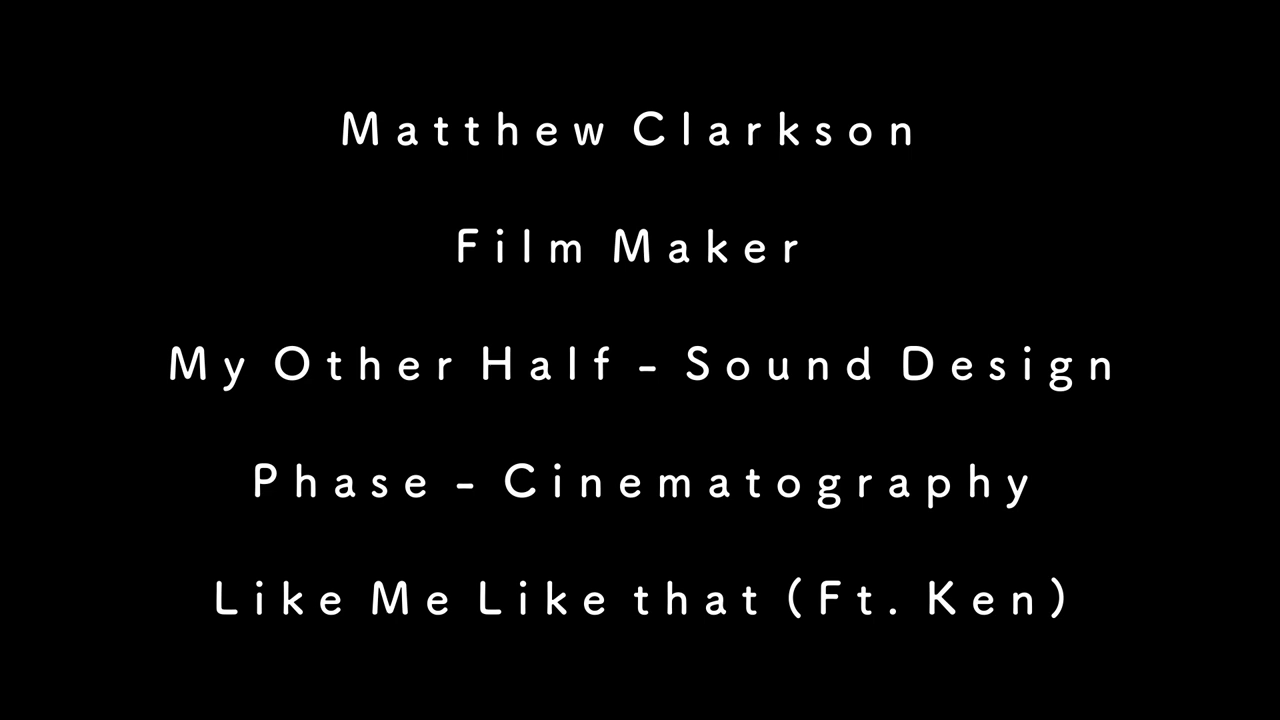 Matthew Clarkson
Film Maker
My Other Half - Sound Design
Phase - Cinematography
Like Me Like that (Ft. Ken)